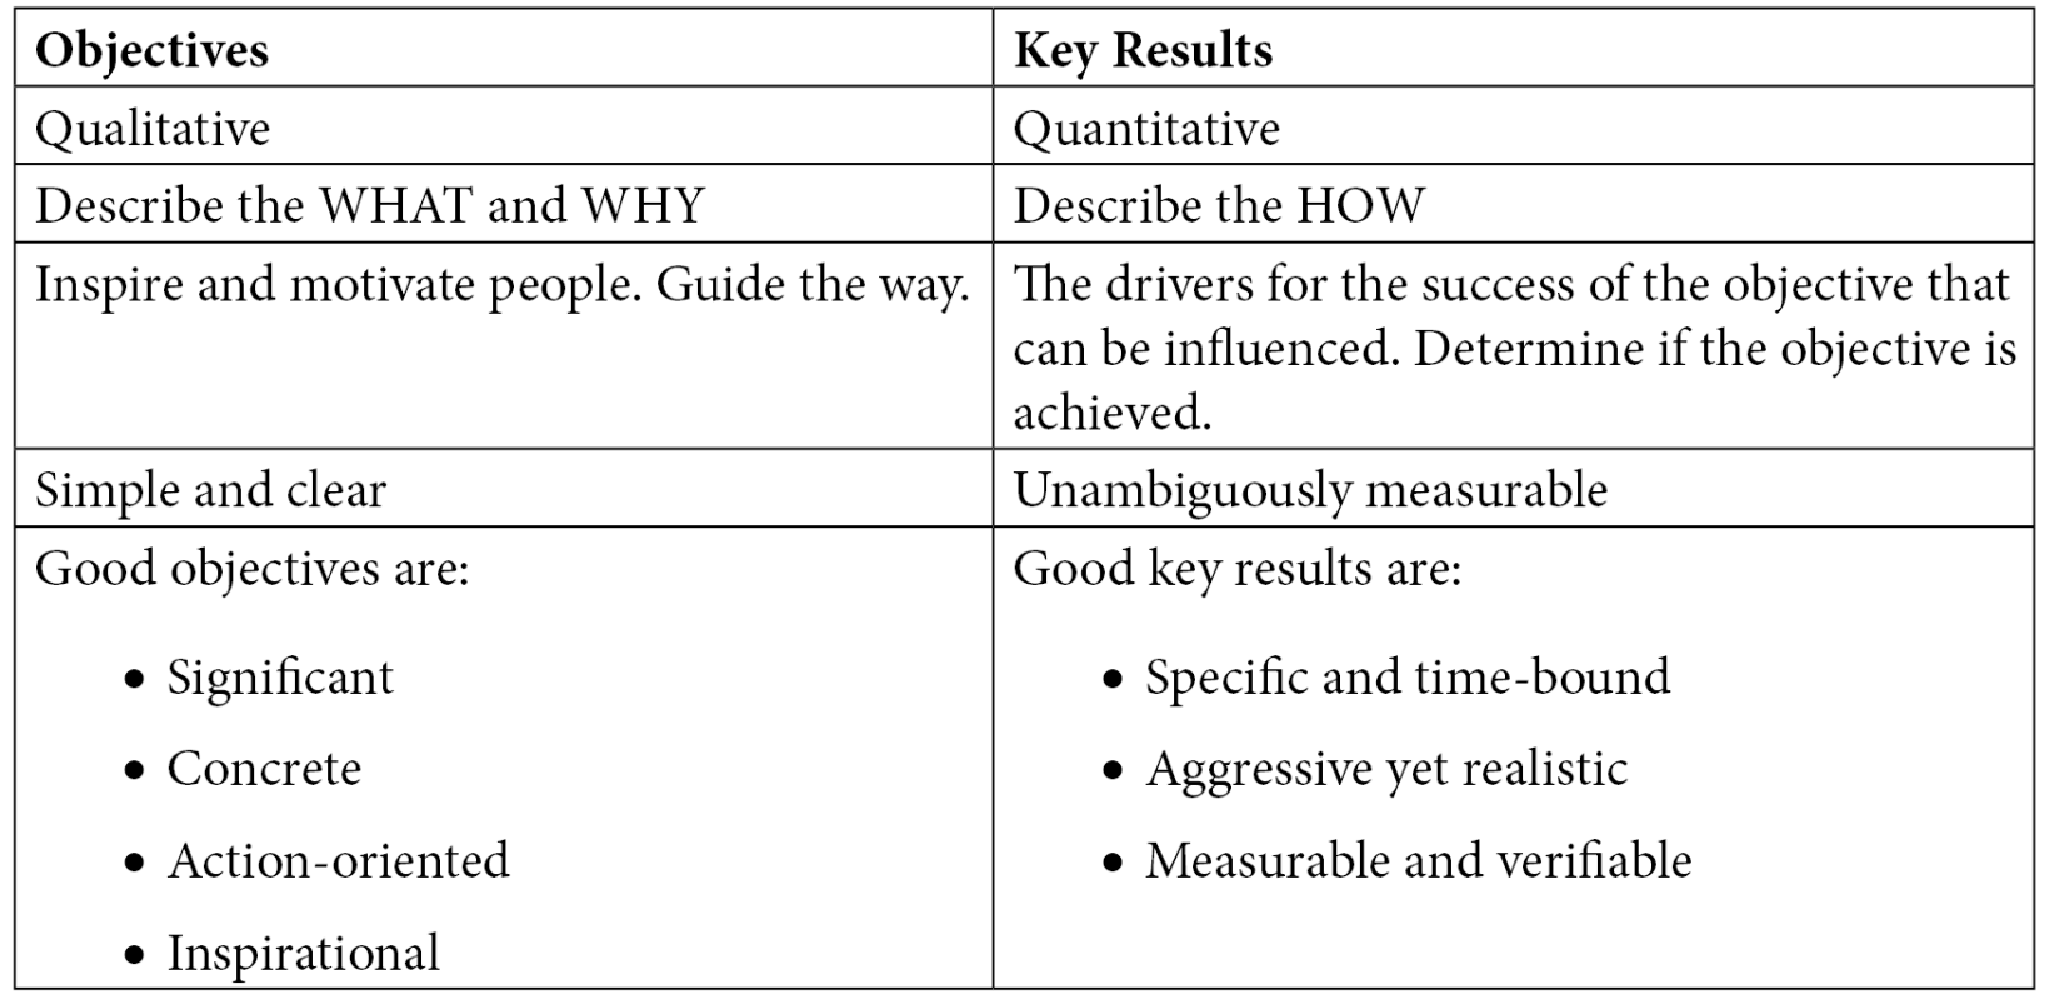 Objectives
Key Results
Qualitative
Quantitative
Describe the WHAT and WHY
Describe the HOW
Inspire and motivate people. Guide the way.
The drivers for the success of the objective that
can be influenced. Determine if the objective is
achieved.
Simple and clear
Unambiguously measurable
Good objectives are:
• Significant
• Concrete
• Action-oriented
• Inspirational
Good key results are:
• Specific and time-bound
• Aggressive yet realistic
• Measurable and verifiable